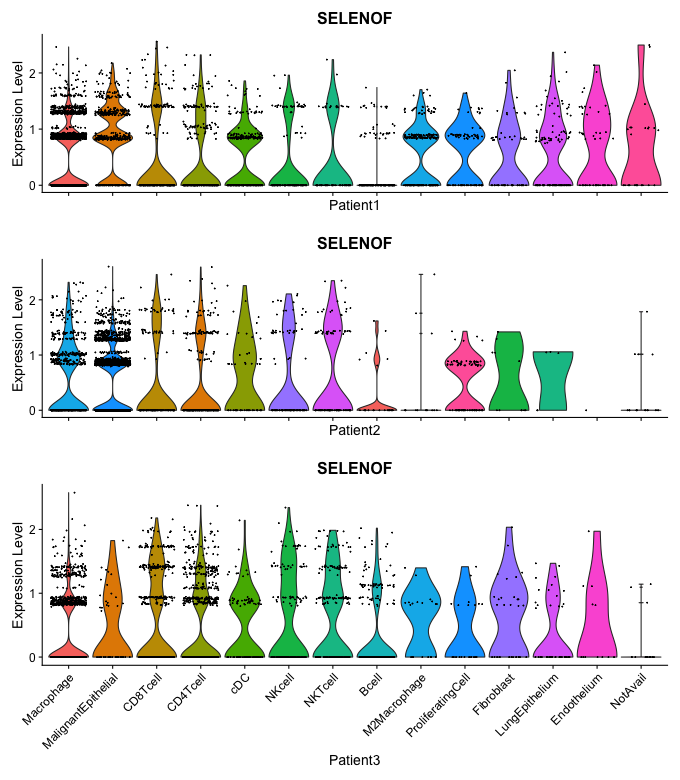 SELENOF
Expression Level
2
1
0
Patient1
SELENOF
Expression Level
2
1
0
Patient2
SELENOF
Expression Level
2
1
0
Macrophage
MalignantEpithelial
CD8Tcell
CD4Tcell
cDC
NKcell
NKTcell
Bcell
M2Macrophage
ProliferatingCell
Fibroblast
LungEpithelium
Endothelium
NotAvail
Patient3